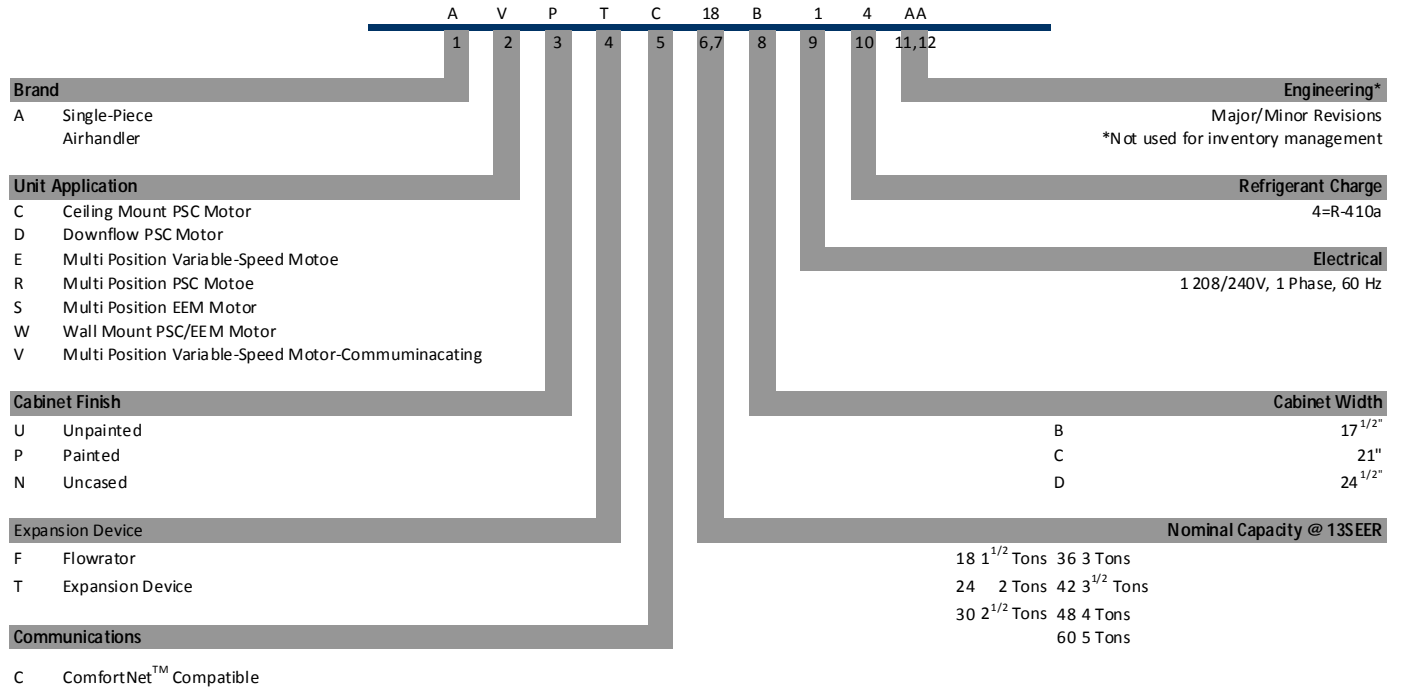 A V P T C 18 B 1 4 AA
1 2 3 4 5 6,7 8 9 10 11,12
Brand
A Single-Piece
Airhandler
Engineering*
Major/Minor Revisions
*Not used for inventory management
Unit Application
C Ceiling Mount PSC Motor
D Downflow PSC Motor
E Multi Position Variable-Speed Motoe
R Multi Position PSC Motoe
S Multi Position EEM Motor
W Wall Mount PSC/EEM Motor
V Multi Position Variable-Speed Motor-Commuminacating
Refrigerant Charge
4=R-410a
Electrical
1 208/240V, 1 Phase, 60 Hz
Cabinet Finish
U Unpainted
P Painted
N Uncased
Cabinet Width
B 17 1/2"
C 21"
D 24 1/2"
Expansion Device
F Flowrator
T Expansion Device
Nominal Capacity @ 13SEER
18 1 1/2 Tons 36 3 Tons
24 2 Tons 42 3 1/2 Tons
30 2 1/2 Tons 48 4 Tons
60 5 Tons
Communications
C ComfortNet™ Compatible